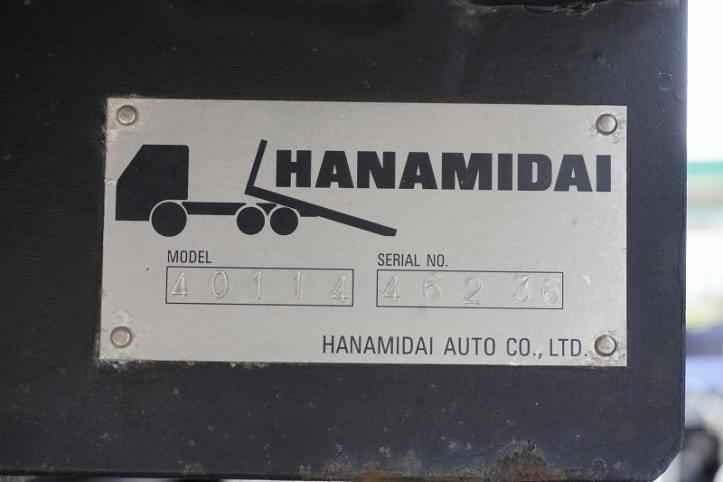 HANAMIDAI
MODEL
40114
SERIAL NO.
46236
HANAMIDAI AUTO CO., LTD.